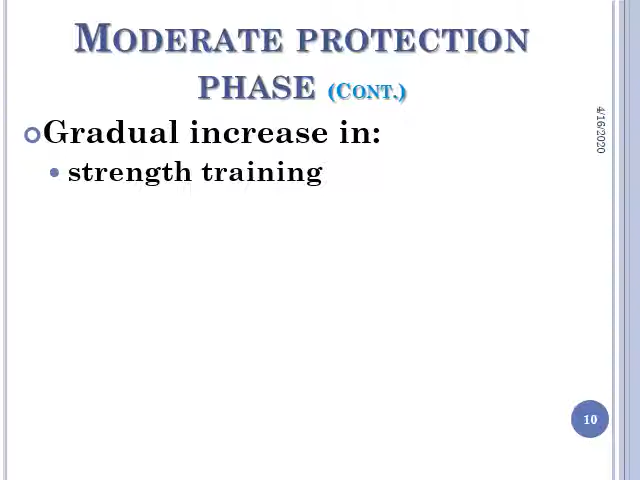 MODERATE PROTECTION
PHASE (CONT.)
Gradual increase in:
strength training
4/16/2020
10